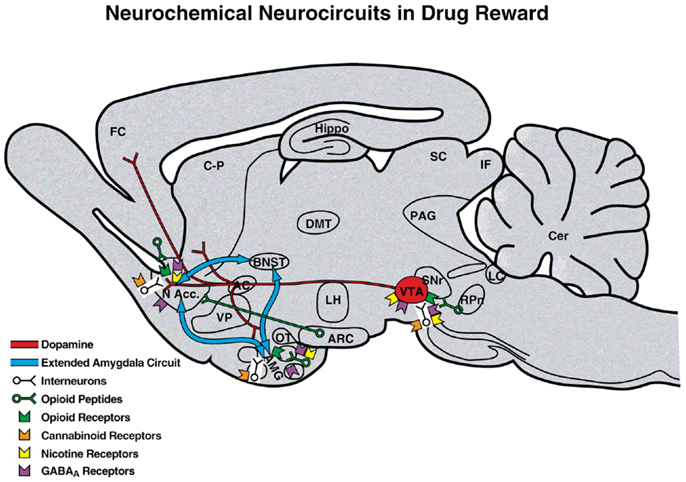 Neurochemical Neurocircuits in Drug Reward
FC
Hippo
C-P
SC
IF
DMT
PAG
Cer
BNST
LC
SNr
N Acc.
AC
VTA
LH
RPn
VP
OT
ARC
AMG
Dopamine
Extended Amygdala Circuit
Interneurons
Opioid Peptides
Opioid Receptors
Cannabinoid Receptors
Nicotine Receptors
GABAA Receptors